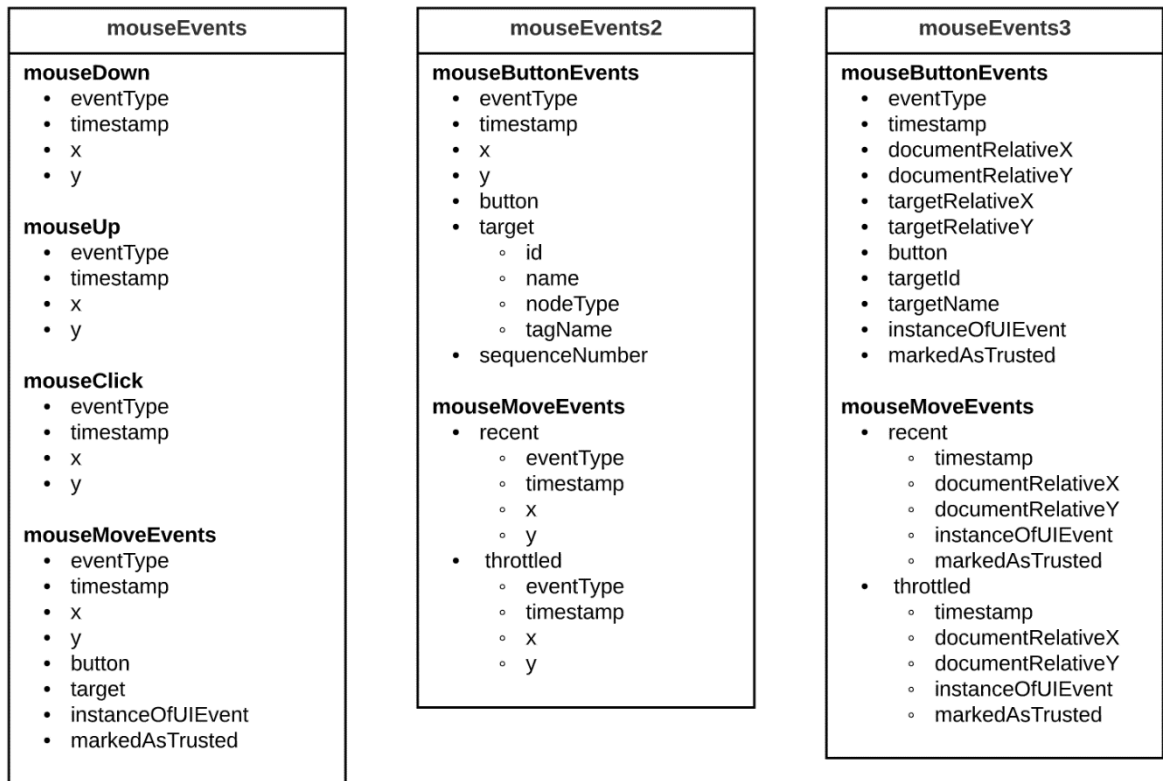 mouseEvents
mouseDown
• eventType
• timestamp
• x
• y
mouseUp
• eventType
• timestamp
• x
• y
mouseClick
• eventType
• timestamp
• x
• y
mouseMoveEvents
• eventType
• timestamp
• x
• y
• button
• target
• instanceOfUIEvent
• markedAsTrusted
mouseEvents2
mouseButtonEvents
• eventType
• timestamp
• x
• y
• button
• target
◦ id
◦ name
◦ nodeType
◦ tagName
• sequenceNumber
mouseMoveEvents
• recent
◦ eventType
◦ timestamp
◦ x
◦ y
• throttled
◦ eventType
◦ timestamp
◦ x
◦ y
mouseEvents3
mouseButtonEvents
• eventType
• timestamp
• documentRelativeX
• documentRelativeY
• targetRelativeX
• targetRelativeY
• button
• targetId
• targetName
• instanceOfUIEvent
• markedAsTrusted
mouseMoveEvents
• recent
◦ timestamp
◦ documentRelativeX
◦ documentRelativeY
◦ instanceOfUIEvent
◦ markedAsTrusted
• throttled
◦ timestamp
◦ documentRelativeX
◦ documentRelativeY
◦ instanceOfUIEvent
◦ markedAsTrusted